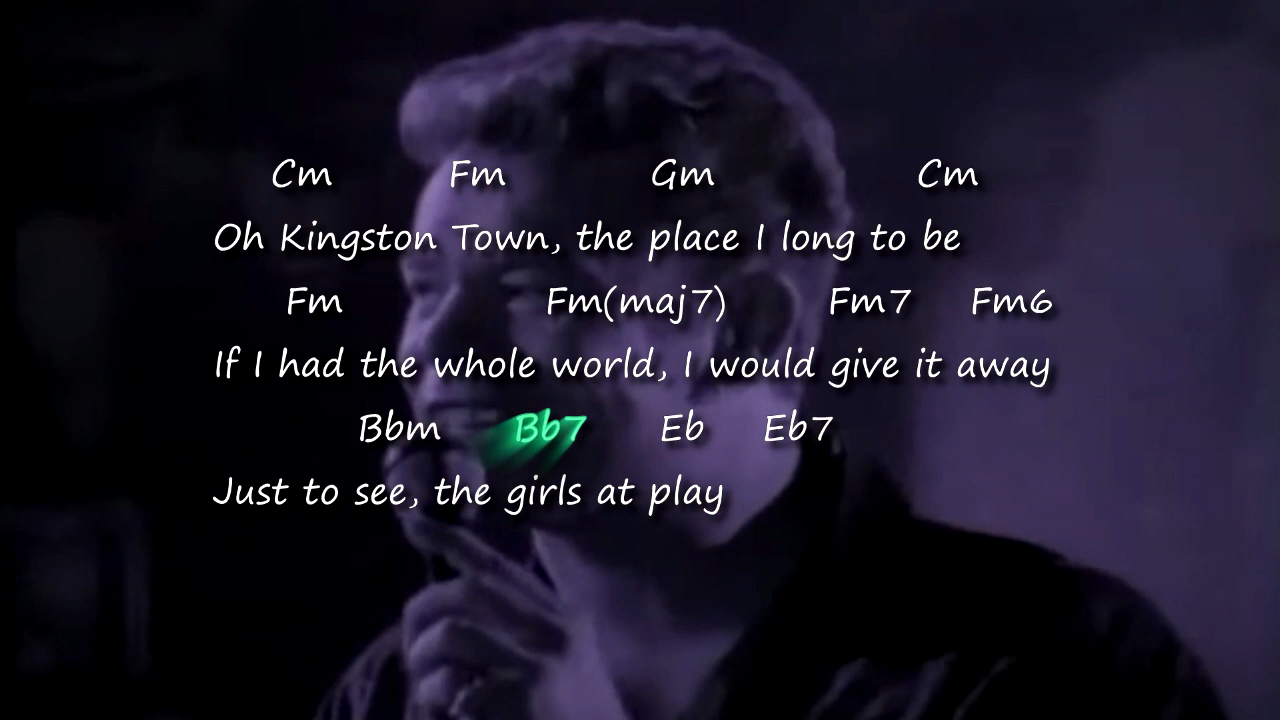 Cm Fm Gm Cm
Oh Kingston Town, the place I long to be
Fm Fm(maj7) Fm7 Fm6
If I had the whole world, I would give it away
Bbm Bb7 Eb Eb7
Just to see, the girls at play